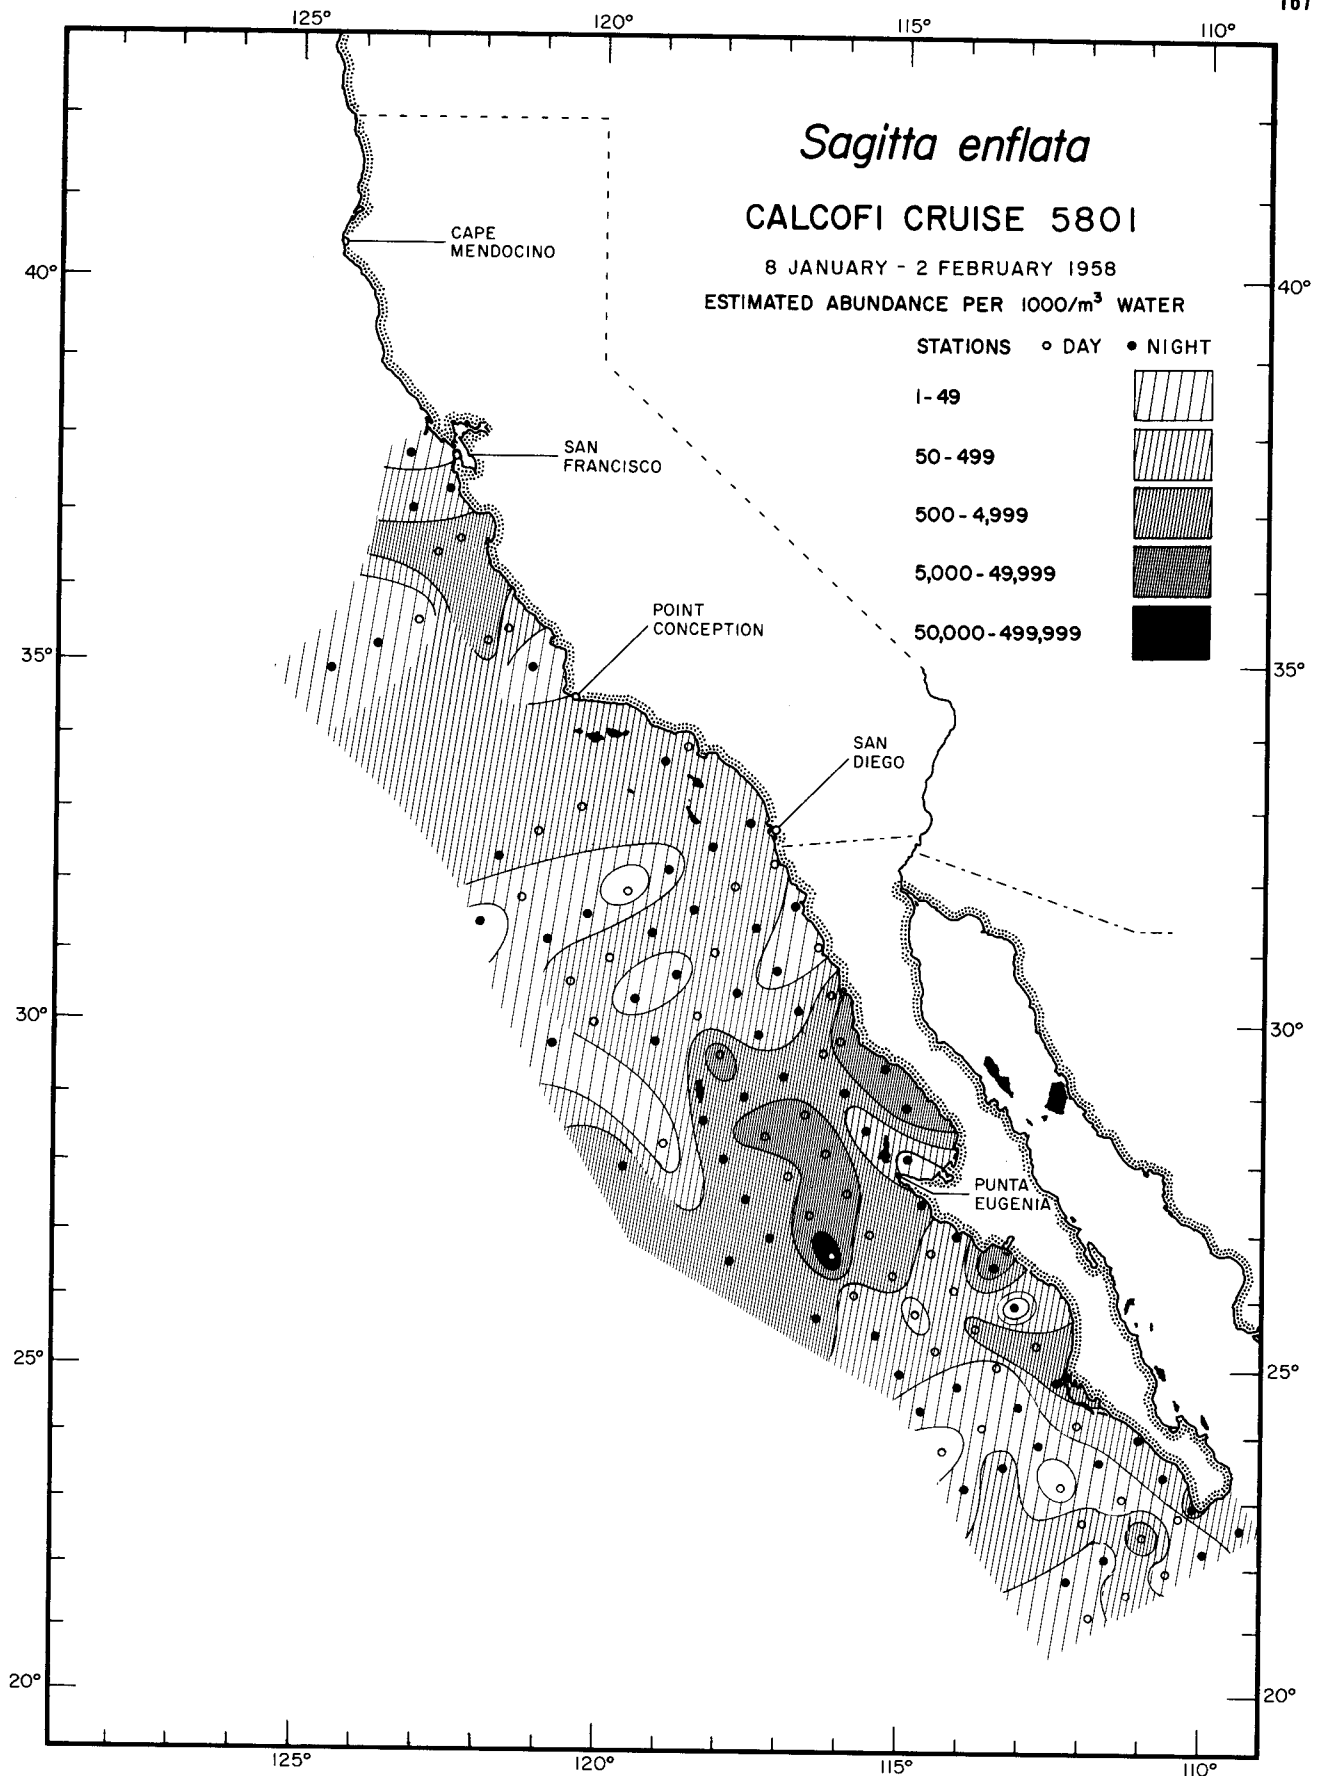 167
125° 120° 115° 110°
Sagitta enflata
CALCOFI CRUISE 5801
8 JANUARY - 2 FEBRUARY 1958
ESTIMATED ABUNDANCE PER 1000/m³ WATER
STATIONS ○ DAY ● NIGHT
1-49
50-499
500-4,999
5,000-49,999
50,000-499,999
CAPE
MENDOCINO
40° 40°
SAN
FRANCISCO
POINT
CONCEPTION
35° 35°
SAN
DIEGO
30° 30°
PUNTA
EUGENIA
25° 25°
20° 20°
125° 120° 115° 110°